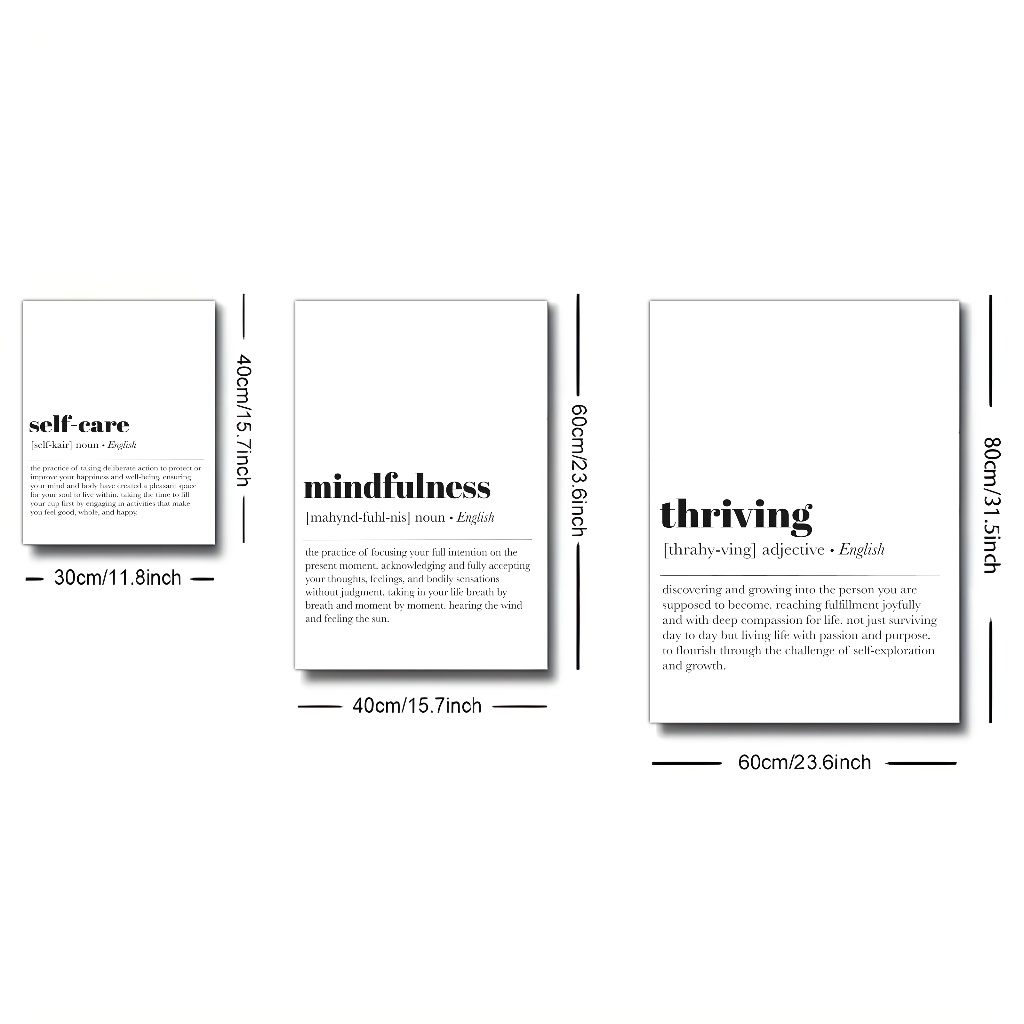 self-care
[self-kair] noun • English
the practice of taking deliberate action to protect or
improve your happiness and well-being. ensuring
your mind and body have created a pleasant space
for your soul to live within. taking the time to fill
your cup first by engaging in activities that make
you feel good, whole, and happy.
40cm/15.7inch
30cm/11.8inch
mindfulness
[mahynd-fuhl-nis] noun • English
the practice of focusing your full intention on the
present moment. acknowledging and fully accepting
your thoughts, feelings, and bodily sensations
without judgment. taking in your life breath by
breath and moment by moment. hearing the wind
and feeling the sun.
60cm/23.6inch
40cm/15.7inch
thriving
[thrahy-ving] adjective • English
discovering and growing into the person you are
supposed to become. reaching fulfillment joyfully
and with deep compassion for life. not just surviving
day to day but living life with passion and purpose.
to flourish through the challenge of self-exploration
and growth.
80cm/31.5inch
60cm/23.6inch